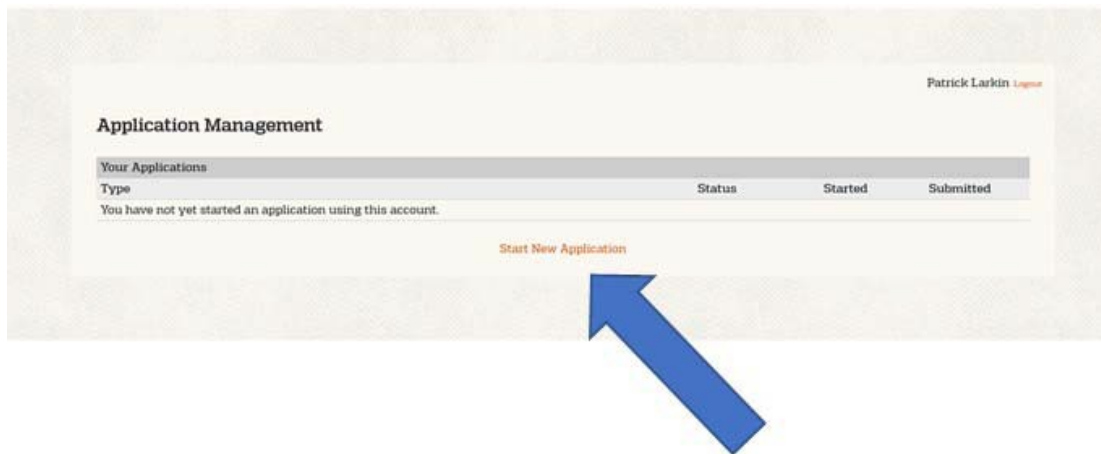 Patrick Larkin Logout
Application Management
Your Applications
Type Status Started Submitted
You have not yet started an application using this account.
Start New Application